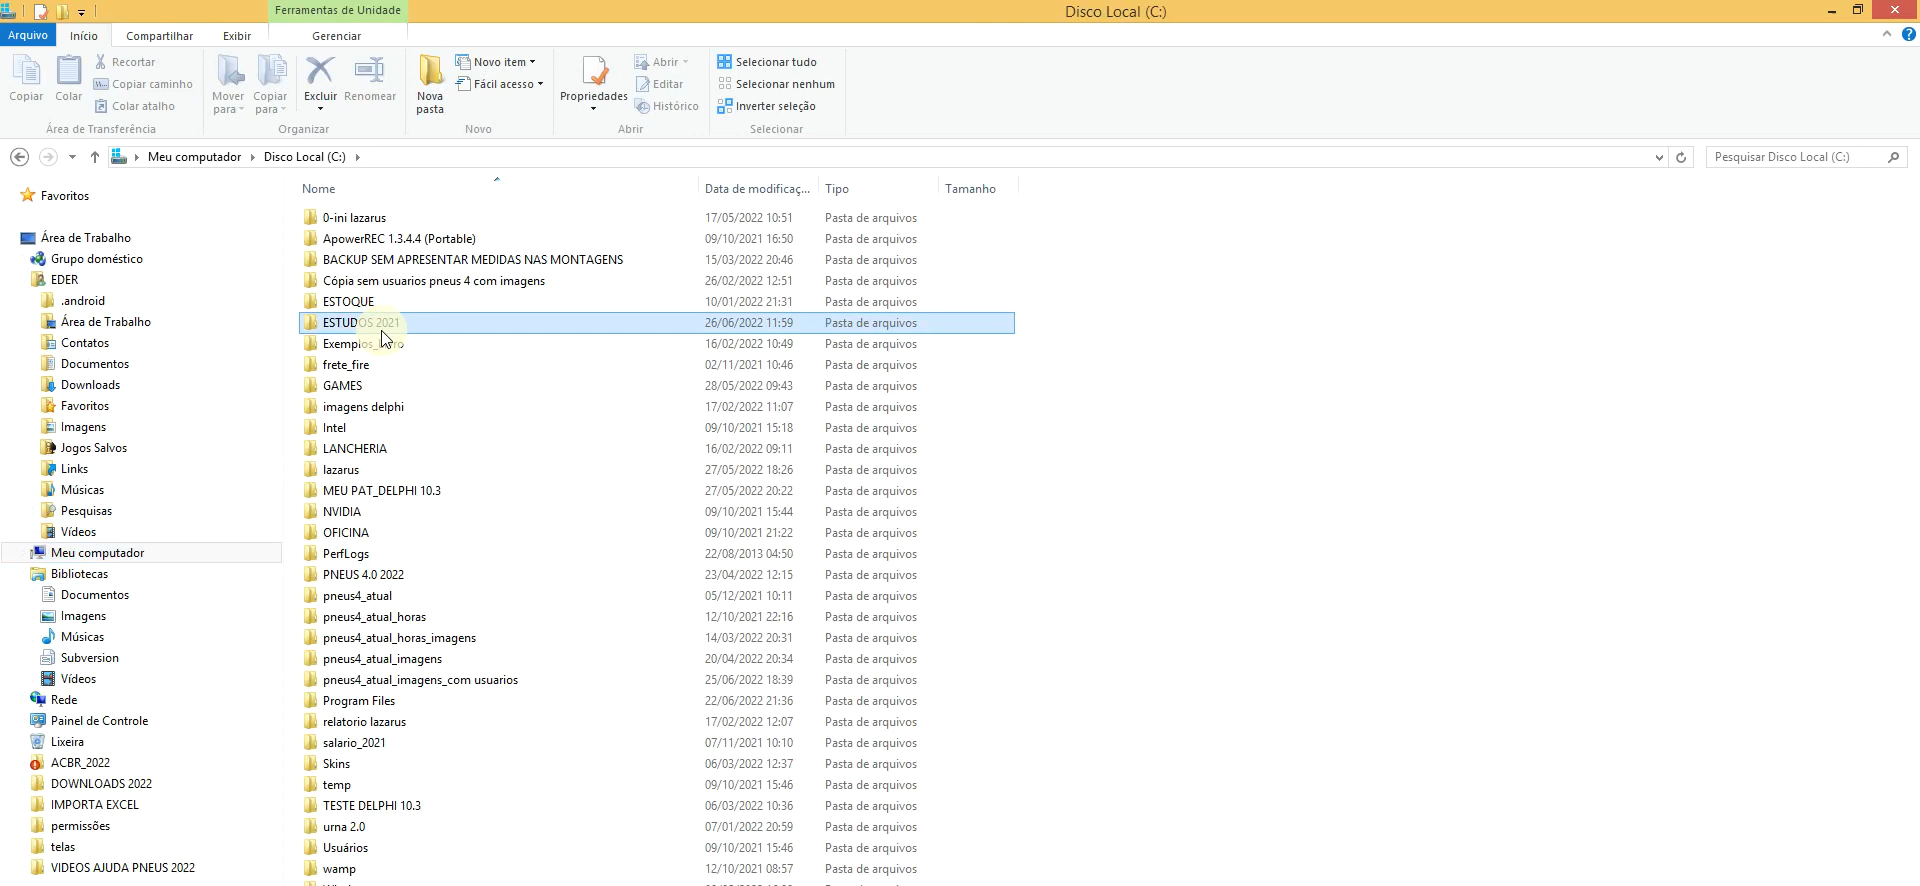 Ferramentas de Unidade
Disco Local (C:)
Arquivo
Início
Compartilhar
Exibir
Gerenciar
Copiar
Colar
Recortar
Copiar caminho
Colar atalho
Área de Transferência
Mover para
Copiar para
Excluir
Renomear
Organizar
Nova pasta
Novo item
Fácil acesso
Novo
Propriedades
Abrir
Editar
Histórico
Abrir
Selecionar tudo
Selecionar nenhum
Inverter seleção
Selecionar
Meu computador
Disco Local (C:)
Pesquisar Disco Local (C:)
Favoritos
Área de Trabalho
Grupo doméstico
EDER
.android
Área de Trabalho
Contatos
Documentos
Downloads
Favoritos
Imagens
Jogos Salvos
Links
Músicas
Pesquisas
Vídeos
Meu computador
Bibliotecas
Documentos
Imagens
Músicas
Subversion
Vídeos
Rede
Painel de Controle
Lixeira
ACBR_2022
DOWNLOADS 2022
IMPORTA EXCEL
permissões
telas
VIDEOS AJUDA PNEUS 2022
Nome Data de modificaç... Tipo Tamanho
0-ini lazarus 17/05/2022 10:51 Pasta de arquivos
ApowerREC 1.3.4.4 (Portable) 09/10/2021 16:50 Pasta de arquivos
BACKUP SEM APRESENTAR MEDIDAS NAS MONTAGENS 15/03/2022 20:46 Pasta de arquivos
Cópia sem usuarios pneus 4 com imagens 26/02/2022 12:51 Pasta de arquivos
ESTOQUE 10/01/2022 21:31 Pasta de arquivos
ESTUDOS 2021 26/06/2022 11:59 Pasta de arquivos
16/02/2022 10:49 Pasta de arquivos
frete_fire 02/11/2021 10:46 Pasta de arquivos
GAMES 28/05/2022 09:43 Pasta de arquivos
imagens delphi 17/02/2022 11:07 Pasta de arquivos
Intel 09/10/2021 15:18 Pasta de arquivos
LANCHERIA 16/02/2022 09:11 Pasta de arquivos
lazarus 27/05/2022 18:26 Pasta de arquivos
MEU PAT_DELPHI 10.3 27/05/2022 20:22 Pasta de arquivos
NVIDIA 09/10/2021 15:44 Pasta de arquivos
OFICINA 09/10/2021 21:22 Pasta de arquivos
PerfLogs 22/08/2013 04:50 Pasta de arquivos
PNEUS 4.0 2022 23/04/2022 12:15 Pasta de arquivos
pneus4_atual 05/12/2021 10:11 Pasta de arquivos
pneus4_atual_horas 12/10/2021 22:16 Pasta de arquivos
pneus4_atual_horas_imagens 14/03/2022 20:31 Pasta de arquivos
pneus4_atual_imagens 20/04/2022 20:34 Pasta de arquivos
pneus4_atual_imagens_com usuarios 25/06/2022 18:39 Pasta de arquivos
Program Files 22/06/2022 21:36 Pasta de arquivos
relatorio lazarus 17/02/2022 12:07 Pasta de arquivos
salario_2021 07/11/2021 10:10 Pasta de arquivos
Skins 06/03/2022 12:37 Pasta de arquivos
temp 09/10/2021 15:46 Pasta de arquivos
TESTE DELPHI 10.3 06/03/2022 10:36 Pasta de arquivos
urna 2.0 07/01/2022 20:59 Pasta de arquivos
Usuários 09/10/2021 15:46 Pasta de arquivos
wamp 12/10/2021 08:57 Pasta de arquivos